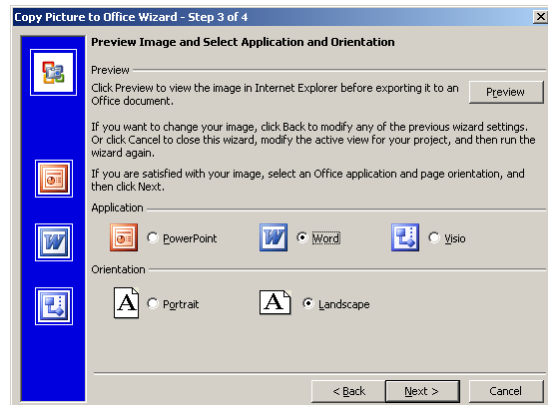 Copy Picture to Office Wizard - Step 3 of 4
Preview Image and Select Application and Orientation
Preview
Click Preview to view the image in Internet Explorer before exporting it to an
Office document.
Preview
If you want to change your image, click Back to modify any of the previous wizard settings.
Or click Cancel to close this wizard, modify the active view for your project, and then run the
wizard again.
If you are satisfied with your image, select an Office application and page orientation, and
then click Next.
Application
PowerPoint
W
Word
Visio
Orientation
A
Portrait
A
Landscape
W
< Back
Next >
Cancel